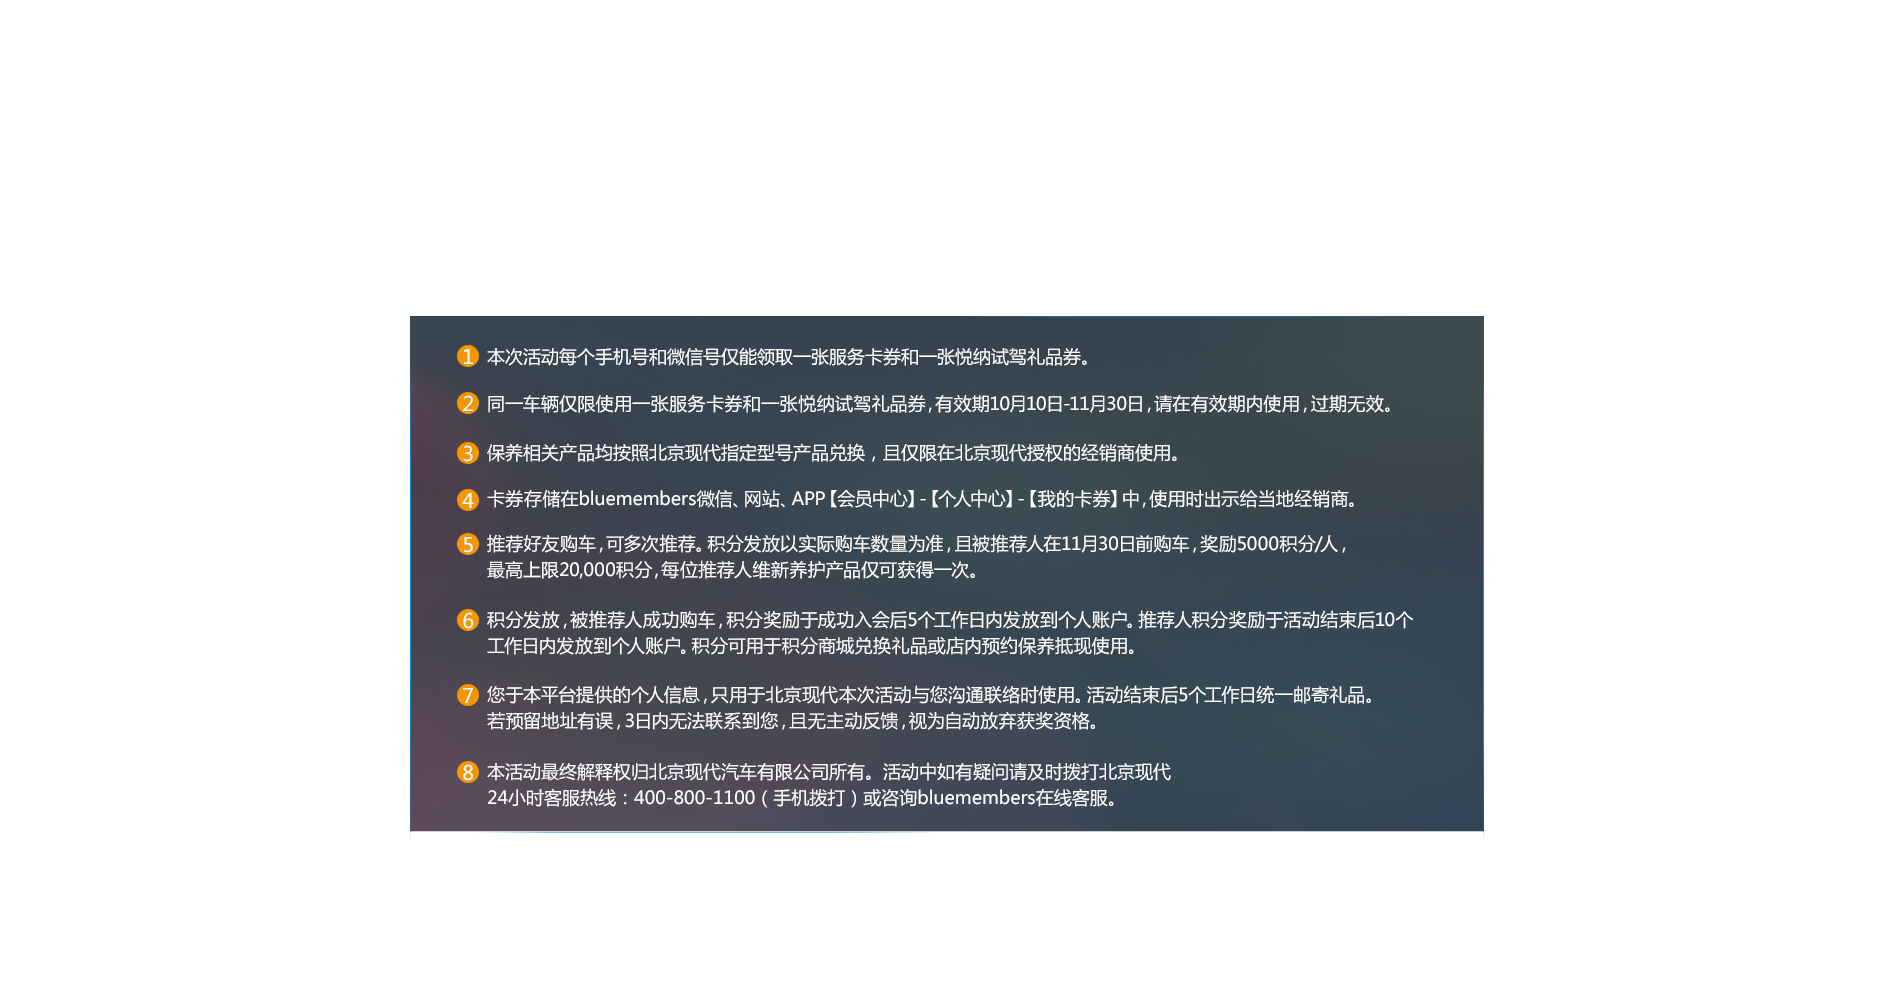 1 本次活动每个手机号和微信号仅能领取一张服务卡券和一张悦纳试驾礼品券。
2 同一车辆仅限使用一张服务卡券和一张悦纳试驾礼品券,有效期10月10日-11月30日,请在有效期内使用,过期无效。
3 保养相关产品均按照北京现代指定型号产品兑换，且仅限在北京现代授权的经销商使用。
4 卡券存储在bluemembers微信、网站、APP【会员中心】-【个人中心】-【我的卡券】中,使用时出示给当地经销商。
5 推荐好友购车,可多次推荐。积分发放以实际购车数量为准,且被推荐人在11月30日前购车,奖励5000积分/人,
最高上限20,000积分,每位推荐人维新养护产品仅可获得一次。
6 积分发放,被推荐人成功购车,积分奖励于成功入会后5个工作日内发放到个人账户。推荐人积分奖励于活动结束后10个
工作日内发放到个人账户。积分可用于积分商城兑换礼品或店内预约保养抵现使用。
7 您于本平台提供的个人信息,只用于北京现代本次活动与您沟通联络时使用。活动结束后5个工作日统一邮寄礼品。
若预留地址有误,3日内无法联系到您,且无主动反馈,视为自动放弃获奖资格。
8 本活动最终解释权归北京现代汽车有限公司所有。活动中如有疑问请及时拨打北京现代
24小时客服热线：400-800-1100（手机拨打）或咨询bluemembers在线客服。